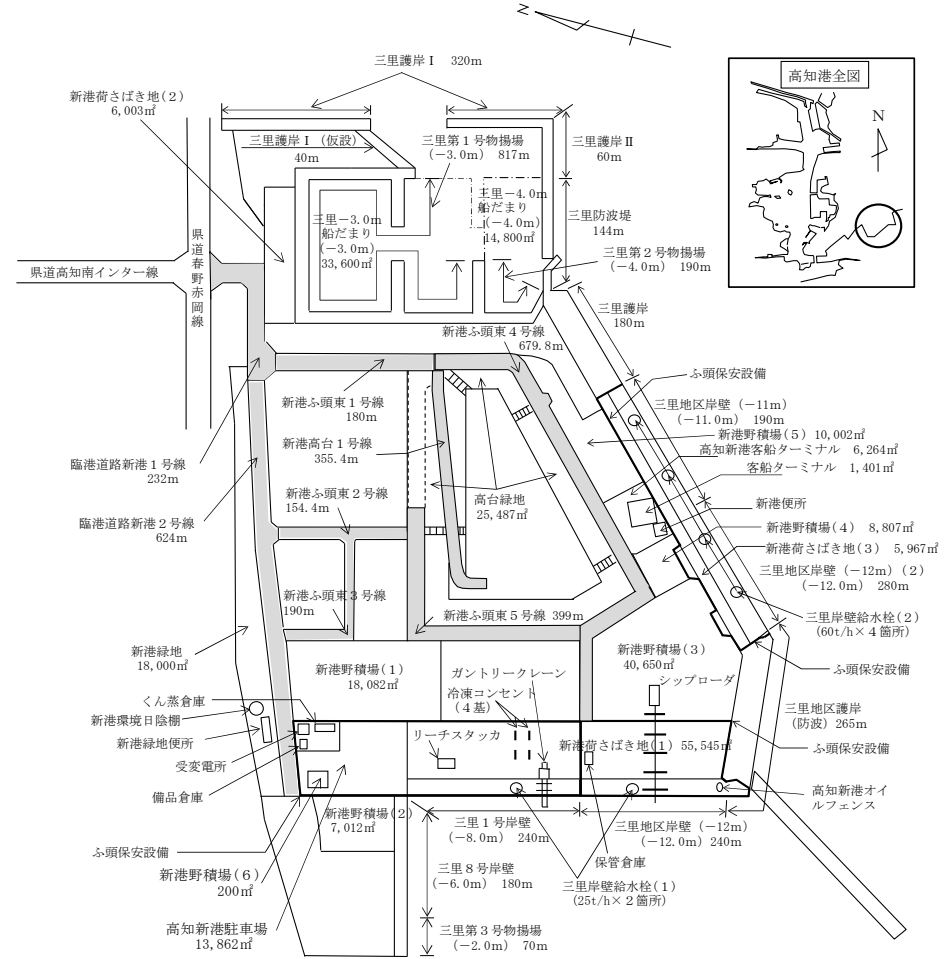 N
三里護岸Ⅰ 320m
高知港全図
N
新港荷さばき地(2)
6,003㎡
三里護岸Ⅰ (仮設)
40m
三里第1号物揚場
(−3.0m) 817m
三里護岸Ⅱ
60m
三里−3.0m
船だまり
(−3.0m)
33,600㎡
三里−4.0m
船だまり
(−4.0m)
14,800㎡
三里防波堤
144m
三里第2号物揚場
(−4.0m) 190m
県道高知南インター線
県道春野赤岡線
三里護岸
180m
新港ふ頭東4号線
679.8m
ふ頭保安設備
新港ふ頭東1号線
180m
三里地区岸壁 (−11m)
(−11.0m) 190m
新港野積場(5) 10,002㎡
新港高台1号線
355.4m
高知新港客船ターミナル 6,264㎡
客船ターミナル 1,401㎡
臨港道路新港1号線
232m
新港ふ頭東2号線
154.4m
高台緑地
25,487㎡
新港便所
臨港道路新港2号線
624m
新港野積場(4) 8,807㎡
新港荷さばき地(3) 5,967㎡
三里地区岸壁 (−12m) (2)
(−12.0m) 280m
新港ふ頭東3号線
190m
新港ふ頭東5号線 399m
三里岸壁給水栓(2)
(60t/h×4箇所)
新港緑地
18,000㎡
新港野積場(1)
18,082㎡
ガントリークレーン
冷凍コンセント
(4基)
新港野積場(3)
40,650㎡
シップローダ
ふ頭保安設備
くん蒸倉庫
新港環境日陰棚
新港緑地便所
三里地区護岸
(防波) 265m
リーチスタッカ
新港荷さばき地(1) 55,545㎡
ふ頭保安設備
受変電所
備品倉庫
高知新港オイ
ルフェンス
新港野積場(2)
7,012㎡
三里1号岸壁
(−8.0m) 240m
三里地区岸壁 (−12m)
(−12.0m) 240m
ふ頭保安設備
保管倉庫
新港野積場(6)
200㎡
三里8号岸壁
(−6.0m) 180m
三里岸壁給水栓(1)
(25t/h×2箇所)
高知新港駐車場
13,862㎡
三里第3号物揚場
(−2.0m) 70m